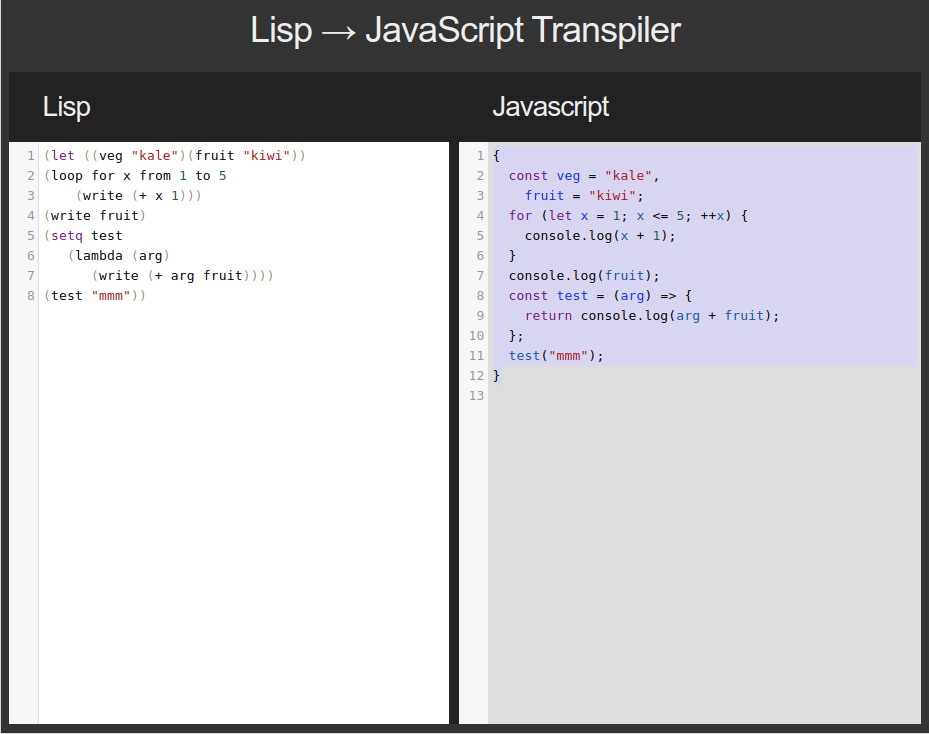 Lisp → JavaScript Transpiler
Lisp
1 (let ((veg "kale")(fruit "kiwi"))
2 (loop for x from 1 to 5
3     (write (+ x 1)))
4 (write fruit)
5 (setq test
6    (lambda (arg)
7       (write (+ arg fruit))))
8 (test "mmm"))
Javascript
1 {
2   const veg = "kale",
3     fruit = "kiwi";
4   for (let x = 1; x <= 5; ++x) {
5     console.log(x + 1);
6   }
7   console.log(fruit);
8   const test = (arg) => {
9     return console.log(arg + fruit);
10   };
11   test("mmm");
12 }
13